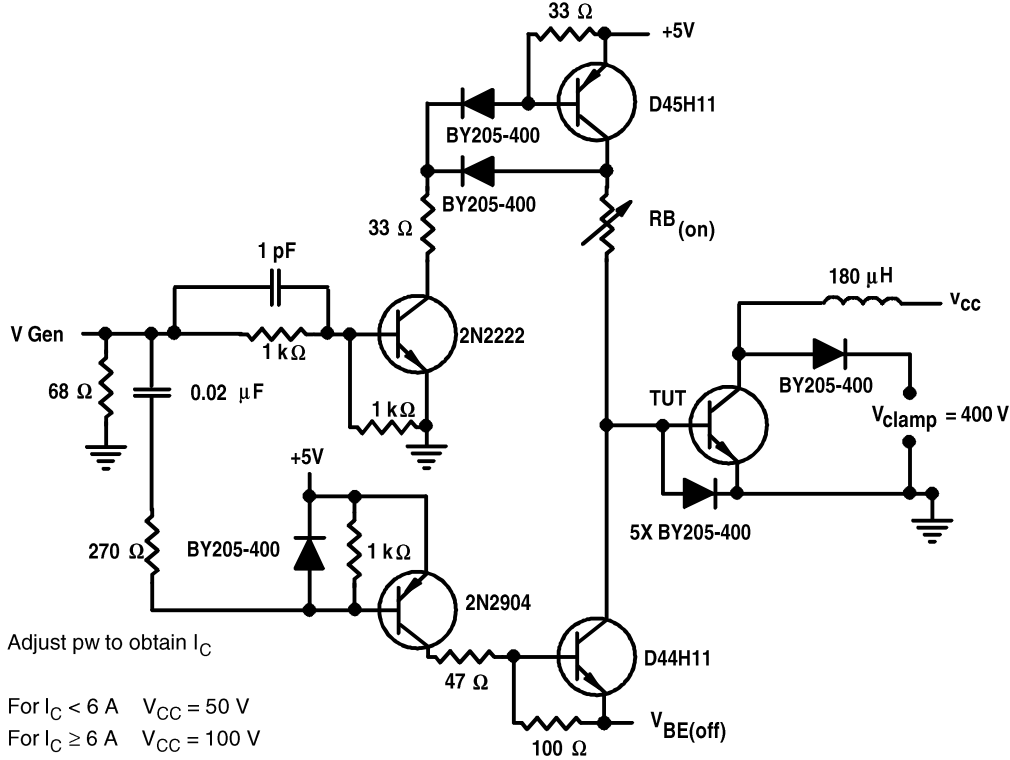 33 Ω
+5V
D45H11
BY205-400
BY205-400
33 Ω
RB(on)
1 pF
180 μH
VCC
V Gen
1 kΩ
2N2222
BY205-400
68 Ω
0.02 μF
TUT
Vclamp = 400 V
1 kΩ
+5V
5X BY205-400
270 Ω
BY205-400
1 kΩ
2N2904
Adjust pw to obtain IC
D44H11
47 Ω
For IC < 6 A VCC = 50 V
VBE(off)
For IC ≥ 6 A VCC = 100 V
100 Ω